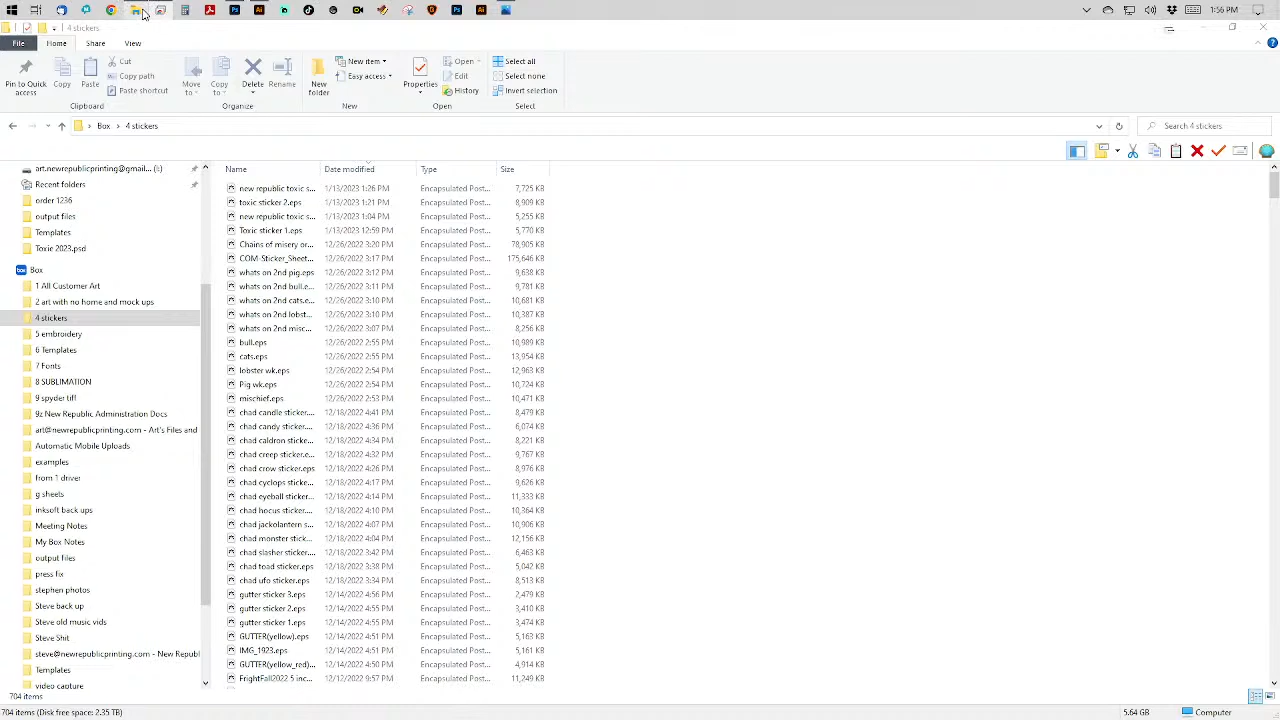 1:56 PM
4 stickers
File Home Share View
Pin to Quick access
Copy
Paste
Cut
Copy path
Paste shortcut
Clipboard
Move to
Copy to
Delete
Rename
Organize
New folder
New item
Easy access
New
Properties
Open
Edit
History
Open
Select all
Select none
Invert selection
Select
Box 4 stickers
Search 4 stickers
art.newrepublicprinting@gmail... (I:)
Recent folders
order 1236
output files
Templates
Toxie 2023.psd
Box
1 All Customer Art
2 art with no home and mock ups
4 stickers
5 embroidery
6 Templates
7 Fonts
8 SUBLIMATION
9 spyder tiff
9z New Republic Administration Docs
art@newrepublicprinting.com - Art's Files and
Automatic Mobile Uploads
examples
from 1 driver
g sheets
inksoft back ups
Meeting Notes
My Box Notes
output files
press fix
stephen photos
Steve back up
Steve old music vids
Steve Shit
steve@newrepublicprinting.com - New Republ
Templates
video capture
Name Date modified Type Size
new republic toxic s... 1/13/2023 1:26 PM Encapsulated Post... 7,725 KB
toxic sticker 2.eps 1/13/2023 1:21 PM Encapsulated Post... 8,909 KB
new republic toxic s... 1/13/2023 1:04 PM Encapsulated Post... 5,255 KB
Toxic sticker 1.eps 1/13/2023 12:59 PM Encapsulated Post... 5,770 KB
Chains of misery or... 12/26/2022 3:20 PM Encapsulated Post... 78,905 KB
COM-Sticker_Sheet... 12/26/2022 3:17 PM Encapsulated Post... 175,646 KB
whats on 2nd pig.eps 12/26/2022 3:12 PM Encapsulated Post... 9,638 KB
whats on 2nd bull.e... 12/26/2022 3:11 PM Encapsulated Post... 9,781 KB
whats on 2nd cats.e... 12/26/2022 3:10 PM Encapsulated Post... 10,681 KB
whats on 2nd lobst... 12/26/2022 3:10 PM Encapsulated Post... 10,387 KB
whats on 2nd misc... 12/26/2022 3:07 PM Encapsulated Post... 8,256 KB
bull.eps 12/26/2022 2:55 PM Encapsulated Post... 10,989 KB
cats.eps 12/26/2022 2:55 PM Encapsulated Post... 13,954 KB
lobster wk.eps 12/26/2022 2:54 PM Encapsulated Post... 12,963 KB
Pig wk.eps 12/26/2022 2:54 PM Encapsulated Post... 10,724 KB
mischief.eps 12/26/2022 2:53 PM Encapsulated Post... 10,471 KB
chad candle sticker.... 12/18/2022 4:41 PM Encapsulated Post... 8,479 KB
chad candy sticker.... 12/18/2022 4:36 PM Encapsulated Post... 6,074 KB
chad caldron sticke... 12/18/2022 4:34 PM Encapsulated Post... 8,221 KB
chad creep sticker.e... 12/18/2022 4:32 PM Encapsulated Post... 9,767 KB
chad crow sticker.eps 12/18/2022 4:26 PM Encapsulated Post... 8,976 KB
chad cyclops sticke... 12/18/2022 4:17 PM Encapsulated Post... 9,626 KB
chad eyeball sticker... 12/18/2022 4:14 PM Encapsulated Post... 11,333 KB
chad hocus sticker.... 12/18/2022 4:10 PM Encapsulated Post... 10,364 KB
chad jackolantern s... 12/18/2022 4:07 PM Encapsulated Post... 10,906 KB
chad monster stick... 12/18/2022 4:04 PM Encapsulated Post... 12,156 KB
chad slasher sticker.... 12/18/2022 3:42 PM Encapsulated Post... 6,463 KB
chad toad sticker.eps 12/18/2022 3:38 PM Encapsulated Post... 5,042 KB
chad ufo sticker.eps 12/18/2022 3:34 PM Encapsulated Post... 8,513 KB
gutter sticker 3.eps 12/14/2022 4:56 PM Encapsulated Post... 2,479 KB
gutter sticker 2.eps 12/14/2022 4:55 PM Encapsulated Post... 3,410 KB
gutter sticker 1.eps 12/14/2022 4:55 PM Encapsulated Post... 3,474 KB
GUTTER(yellow).eps 12/14/2022 4:51 PM Encapsulated Post... 5,163 KB
IMG_1923.eps 12/14/2022 4:51 PM Encapsulated Post... 5,161 KB
GUTTER(yellow_red)... 12/14/2022 4:50 PM Encapsulated Post... 4,914 KB
FrightFall2022 5 inc... 12/12/2022 9:57 PM Encapsulated Post... 11,249 KB
704 items
704 items (Disk free space: 2.35 TB)
5.64 GB
Computer